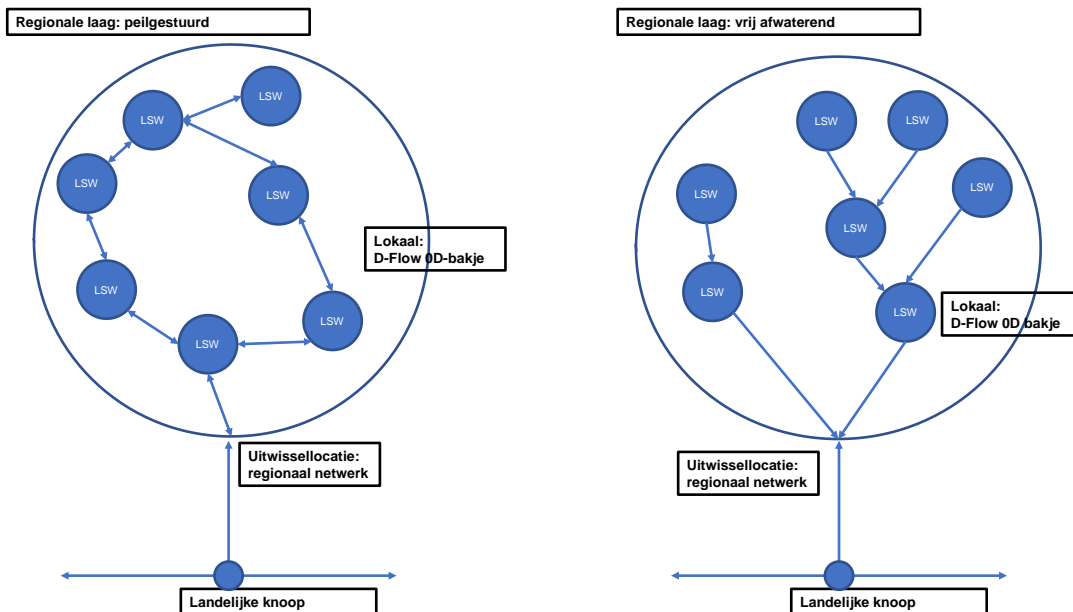 Regionale laag: peilgestuurd
LSW
LSW
LSW
LSW
Lokaal:
D-Flow 0D-bakje
LSW
LSW
LSW
Uitwissellocatie:
regionaal netwerk
Landelijke knoop
Regionale laag: vrij afwaterend
LSW
LSW
LSW
LSW
LSW
LSW
LSW
Lokaal:
D-Flow 0D bakje
Uitwissellocatie:
regionaal netwerk
Landelijke knoop